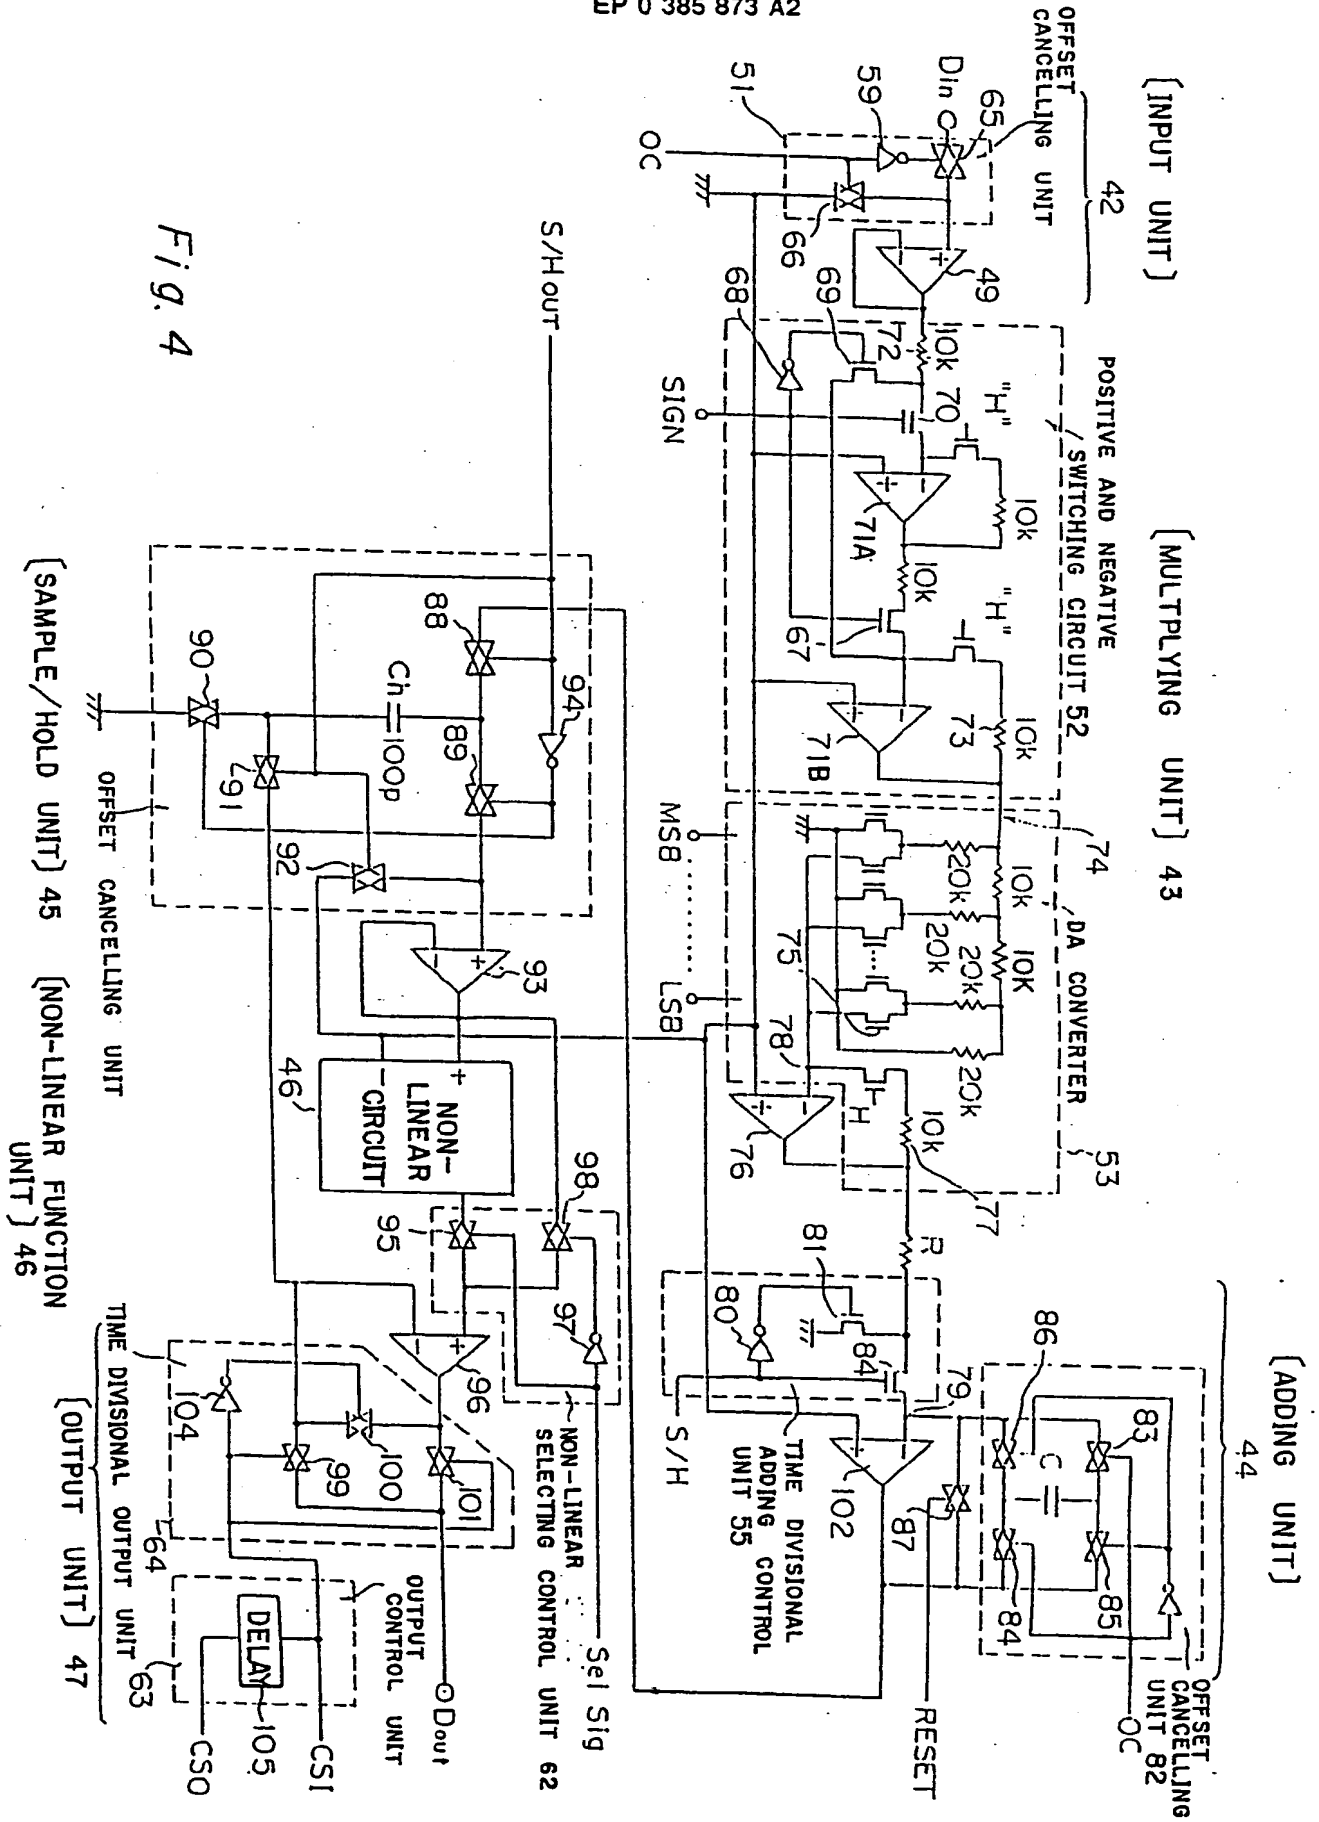 EP 0 385 873 A2
[INPUT UNIT]
42
OFFSET
CANCELLING UNIT
[MULTPLYING UNIT] 43
POSITIVE AND NEGATIVE
SWITCHING CIRCUIT 52
DA CONVERTER
53
[ADDING UNIT]
44
OFFSET
CANCELLING
UNIT 82
Din
65
59
51
OC
66
+
−
49
10k
72
69
68
SIGN
70
"H"
10k
−
+
71A
10k
67
"H"
73
10k
−
+
71B
74
10k
10K
20k
20k
20k
20k
75
MSB
LSB
78
H
10k
77
−
+
76
R
81
80
84
79
S/H
TIME DIVISIONAL
ADDING CONTROL
UNIT 55
−
+
102
86
83
C
87
84
85
OC
RESET
S/Hout
88
94
Ch
100p
89
90
91
92
OFFSET CANCELLING UNIT
[SAMPLE/HOLD UNIT] 45
+
−
93
+
NON-
LINEAR
−CIRCUIT
46
[NON-LINEAR FUNCTION
UNIT] 46
95
98
97
+
−
96
NON-LINEAR
SELECTING CONTROL UNIT 62
Sel Sig
104
100
99
101
TIME DIVISIONAL OUTPUT UNIT 63
64
[OUTPUT UNIT] 47
OUTPUT
CONTROL UNIT
DELAY
105
Dout
CSI
CSO
Fig. 4